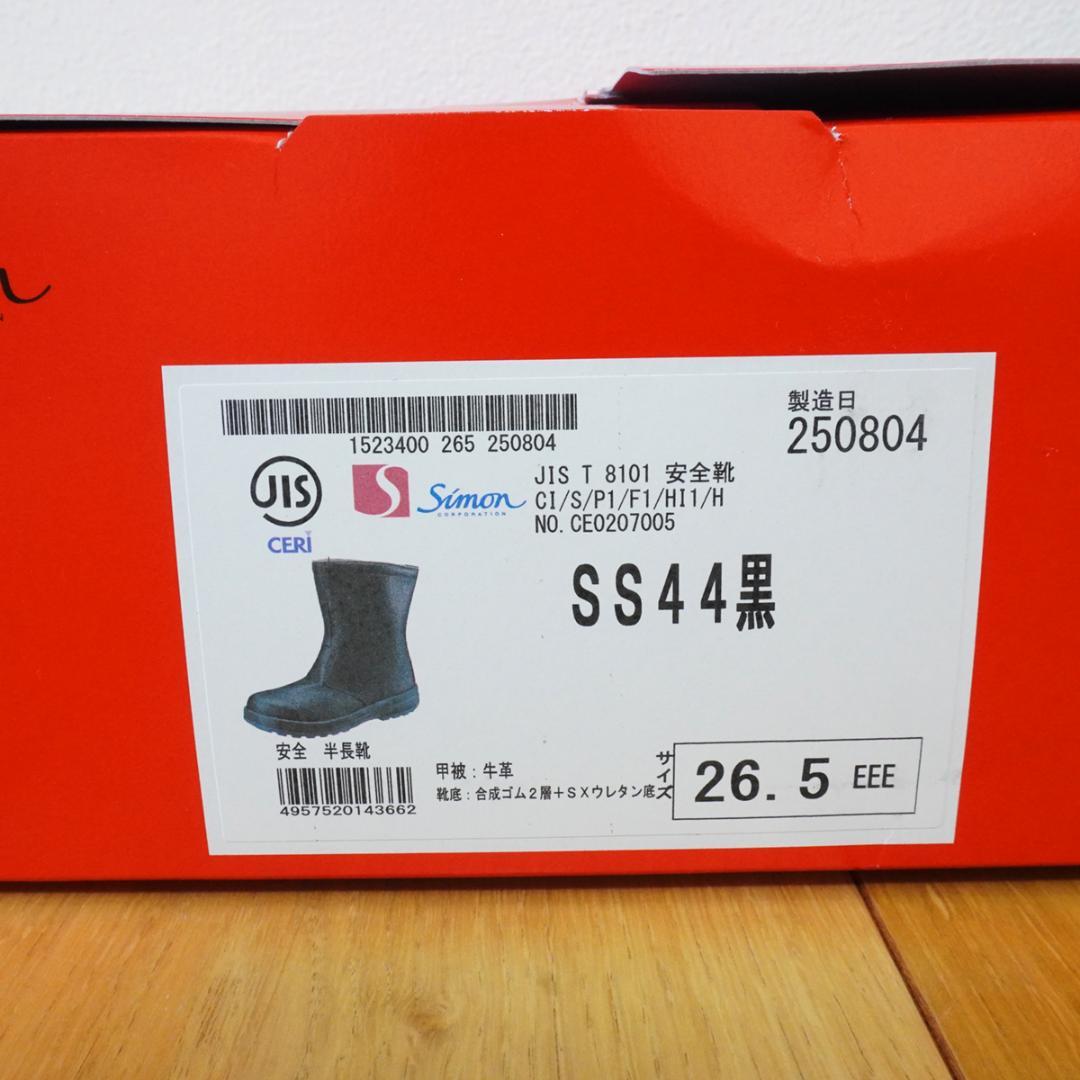 1523400 265 250804
製造日
250804
JIS
CERI
S
Simon
CORPORATION
JIS T 8101 安全靴
CI/S/P1/F1/HI1/H
NO. CE0207005
SS44黒
安全 半長靴
4957520143662
甲被：牛革
靴底：合成ゴム2層＋SXウレタン底
サイズ
26.5 EEE